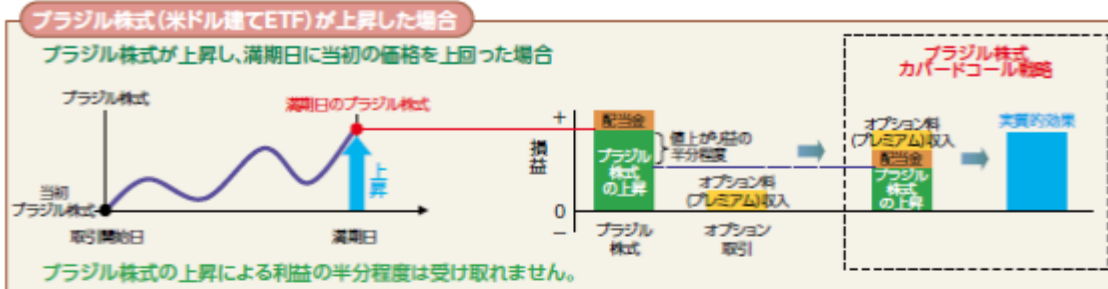 ブラジル株式（米ドル建てETF）が上昇した場合
ブラジル株式が上昇し、満期日に当初の価格を上回った場合
ブラジル株式
満期日のブラジル株式
上昇
当初
ブラジル株式
取引開始日
満期日
損益
+
0
−
配当金
ブラジル
株式
の上昇
値上がり益の
半分程度
オプション料
(プレミアム)収入
ブラジル
株式
オプション
取引
ブラジル株式
カバードコール戦略
オプション料
(プレミアム)収入
配当金
ブラジル
株式
の上昇
実質的効果
ブラジル株式の上昇による利益の半分程度は受け取れません。